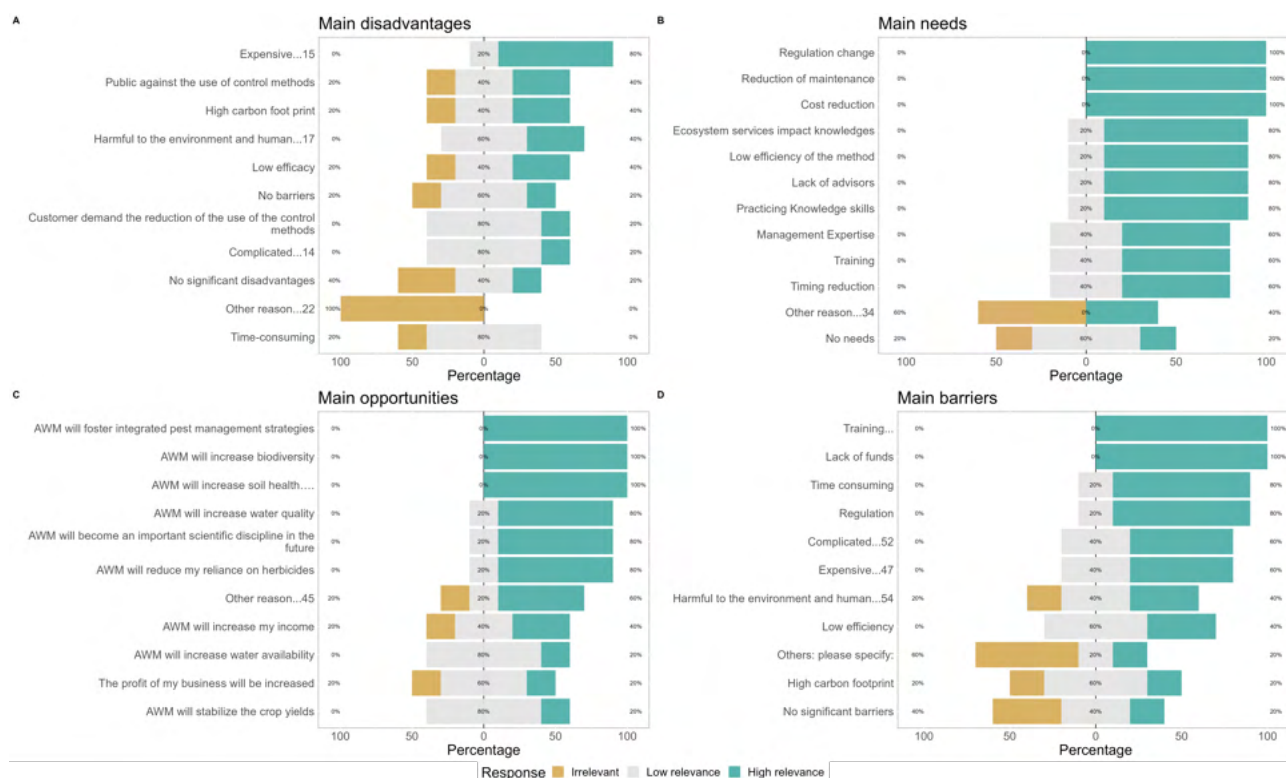 A
Main disadvantages
Expensive...15 0% 20% 80%
Public against the use of control methods 20% 40% 40%
High carbon foot print 20% 40% 40%
Harmful to the environment and human...17 0% 60% 40%
Low efficacy 20% 40% 40%
No barriers 20% 60% 20%
Customer demand the reduction of the use of the control
methods 0% 80% 20%
Complicated...14 0% 80% 20%
No significant disadvantages 40% 40% 20%
Other reason...22 100% 0% 0%
Time-consuming 20% 80% 0%
100 50 0 50 100
Percentage
B
Main needs
Regulation change 0% 0% 100%
Reduction of maintenance 0% 0% 100%
Cost reduction 0% 0% 100%
Ecosystem services impact knowledges 0% 20% 80%
Low efficiency of the method 0% 20% 80%
Lack of advisors 0% 20% 80%
Practicing Knowledge skills 0% 20% 80%
Management Expertise 0% 40% 60%
Training 0% 40% 60%
Timing reduction 0% 40% 60%
Other reason...34 60% 0% 40%
No needs 20% 60% 20%
100 50 0 50 100
Percentage
C
Main opportunities
AWM will foster integrated pest management strategies 0% 0% 100%
AWM will increase biodiversity 0% 0% 100%
AWM will increase soil health.... 0% 0% 100%
AWM will increase water quality 0% 20% 80%
AWM will become an important scientific discipline in the
future 0% 20% 80%
AWM will reduce my reliance on herbicides 0% 20% 80%
Other reason...45 20% 20% 60%
AWM will increase my income 20% 40% 40%
AWM will increase water availability 0% 80% 20%
The profit of my business will be increased 20% 60% 20%
AWM will stabilize the crop yields 0% 80% 20%
100 50 0 50 100
Percentage
D
Main barriers
Training... 0% 0% 100%
Lack of funds 0% 0% 100%
Time consuming 0% 20% 80%
Regulation 0% 20% 80%
Complicated...52 0% 40% 60%
Expensive...47 0% 40% 60%
Harmful to the environment and human...54 20% 40% 40%
Low efficiency 0% 60% 40%
Others: please specify: 60% 20% 20%
High carbon footprint 20% 60% 20%
No significant barriers 40% 40% 20%
100 50 0 50 100
Percentage
Response Irrelevant Low relevance High relevance